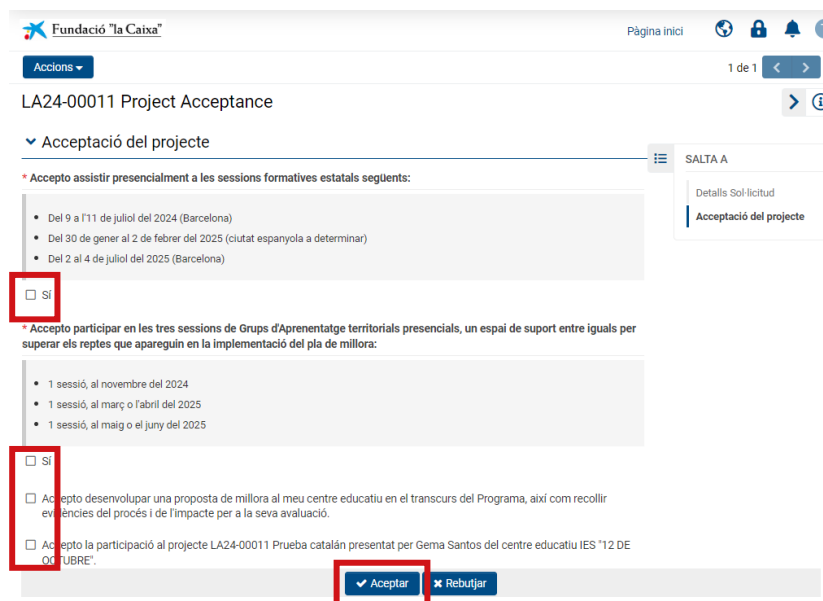 Fundació "la Caixa"
Pàgina inici
Accions
1 de 1
LA24-00011 Project Acceptance
Acceptació del projecte
SALTA A
* Accepto assistir presencialment a les sessions formatives estatals següents:
Detalls Sol·licitud
Acceptació del projecte
• Del 9 a l'11 de juliol del 2024 (Barcelona)
• Del 30 de gener al 2 de febrer del 2025 (ciutat espanyola a determinar)
• Del 2 al 4 de juliol del 2025 (Barcelona)
Sí
* Accepto participar en les tres sessions de Grups d'Aprenentatge territorials presencials, un espai de suport entre iguals per
superar els reptes que apareguin en la implementació del pla de millora:
• 1 sessió, al novembre del 2024
• 1 sessió, al març o l'abril del 2025
• 1 sessió, al maig o el juny del 2025
Sí
Accepto desenvolupar una proposta de millora al meu centre educatiu en el transcurs del Programa, així com recollir
evidències del procés i de l'impacte per a la seva avaluació.
Accepto la participació al projecte LA24-00011 Prueba catalán presentat per Gema Santos del centre educatiu IES "12 DE
OCTUBRE".
Aceptar
Rebutjar